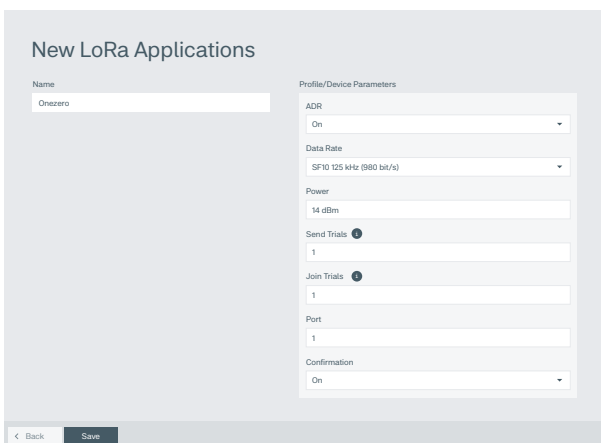 New LoRa Applications
Name
Onezero
Profile/Device Parameters
ADR
On
Data Rate
SF10 125 kHz (980 bit/s)
Power
14 dBm
Send Trials i
1
Join Trials i
1
Port
1
Confirmation
On
Back
Save